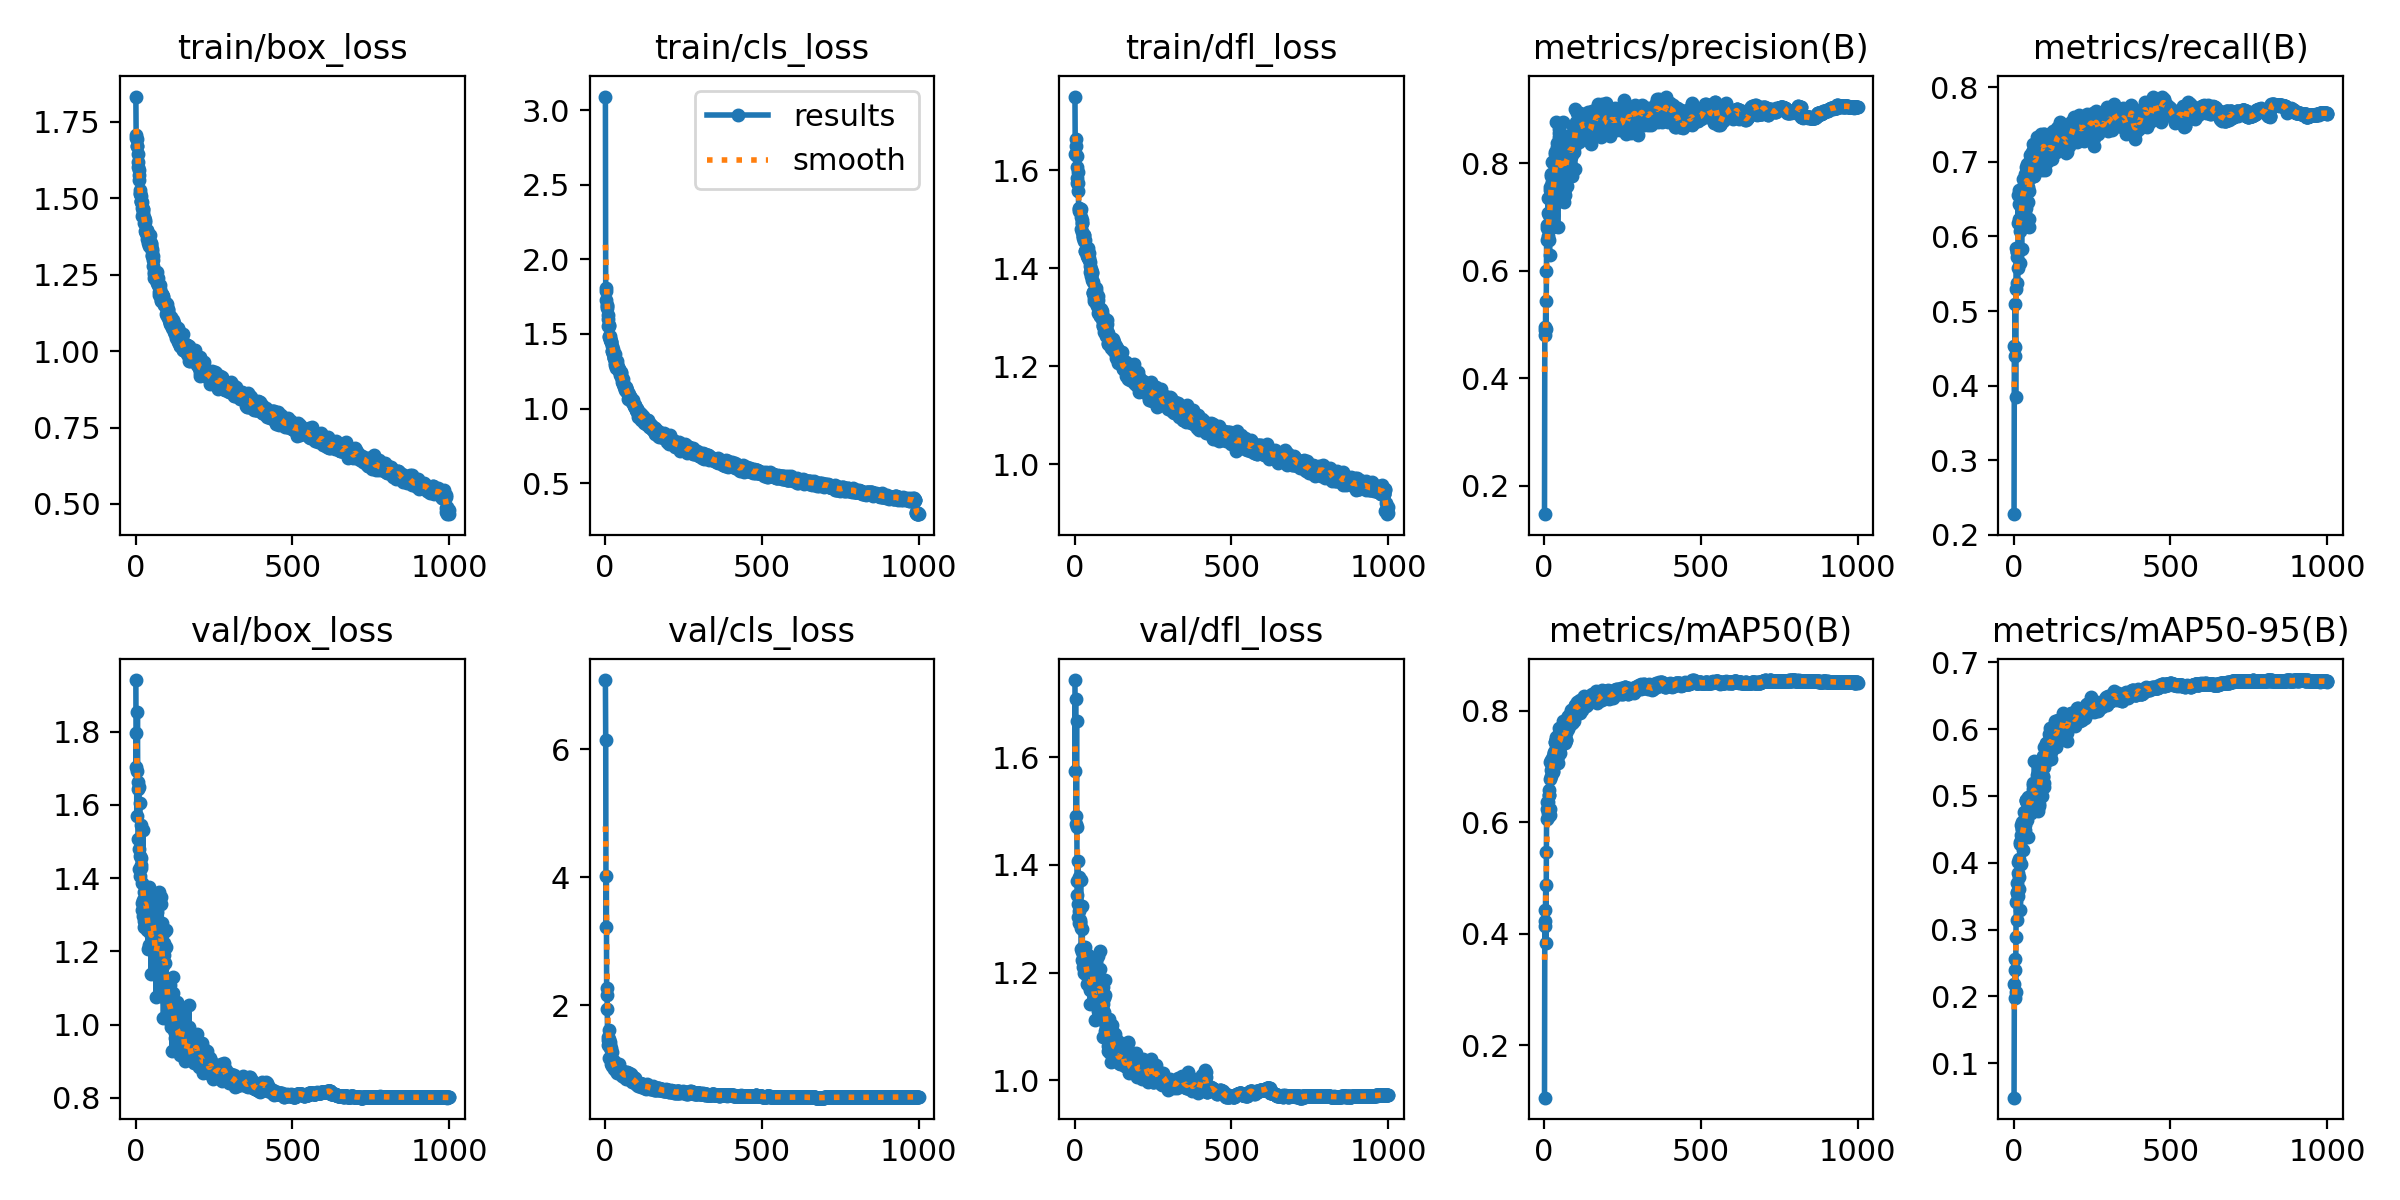 train/box_loss
1.75
1.50
1.25
1.00
0.75
0.50
0 500 1000
train/cls_loss
results
smooth
3.0
2.5
2.0
1.5
1.0
0.5
0 500 1000
train/dfl_loss
1.6
1.4
1.2
1.0
0 500 1000
metrics/precision(B)
0.8
0.6
0.4
0.2
0 500 1000
metrics/recall(B)
0.8
0.7
0.6
0.5
0.4
0.3
0.2
0 500 1000
val/box_loss
1.8
1.6
1.4
1.2
1.0
0.8
0 500 1000
val/cls_loss
6
4
2
0 500 1000
val/dfl_loss
1.6
1.4
1.2
1.0
0 500 1000
metrics/mAP50(B)
0.8
0.6
0.4
0.2
0 500 1000
metrics/mAP50-95(B)
0.7
0.6
0.5
0.4
0.3
0.2
0.1
0 500 1000